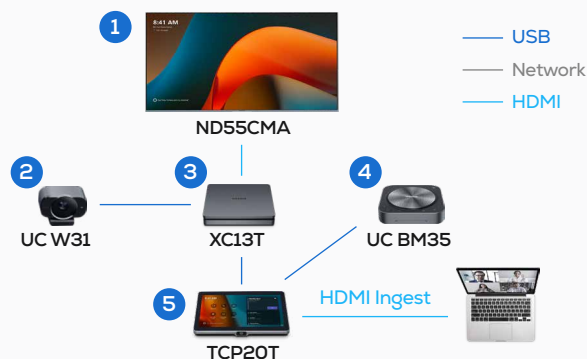 1
8:41 AM
USB
Network
HDMI
ND55CMA
2
3
4
UC W31
XC13T
UC BM35
5
HDMI Ingest
TCP20T